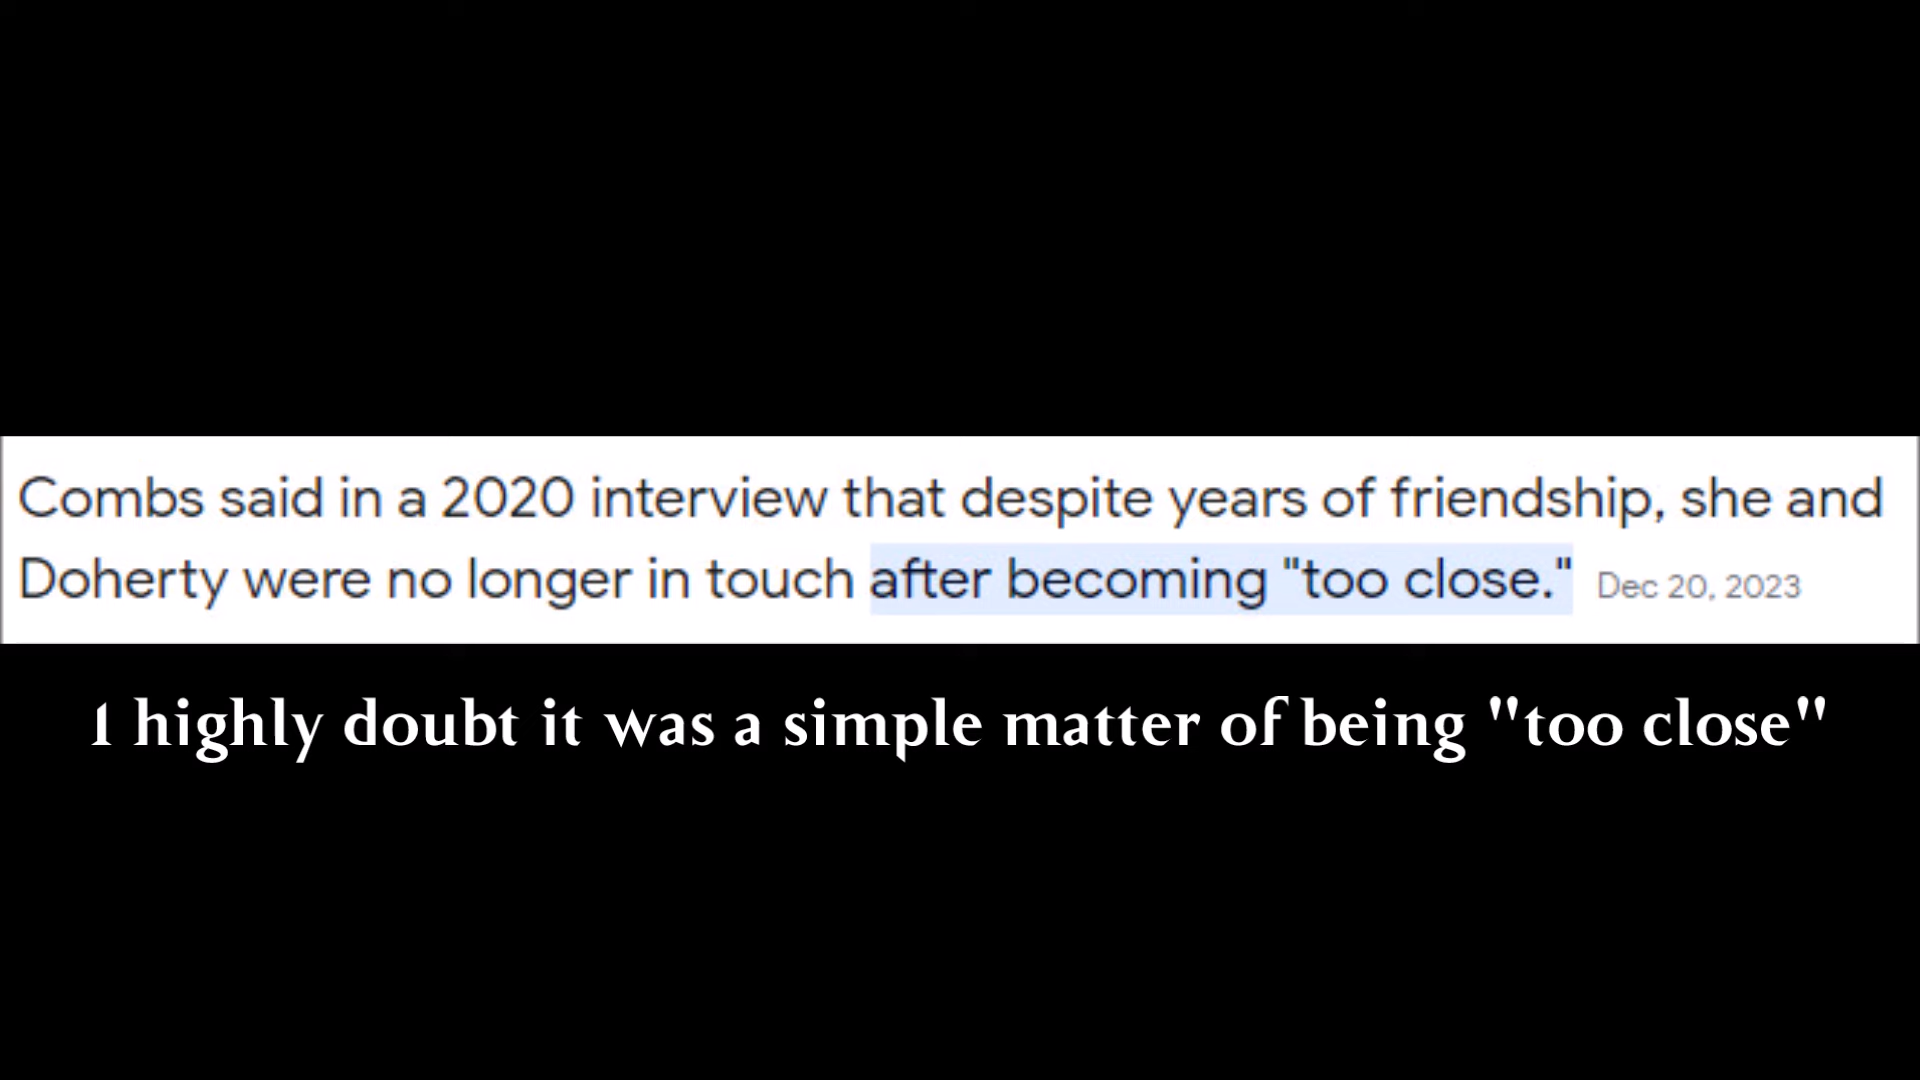 Combs said in a 2020 interview that despite years of friendship, she and
Doherty were no longer in touch after becoming "too close." Dec 20, 2023
I highly doubt it was a simple matter of being "too close"